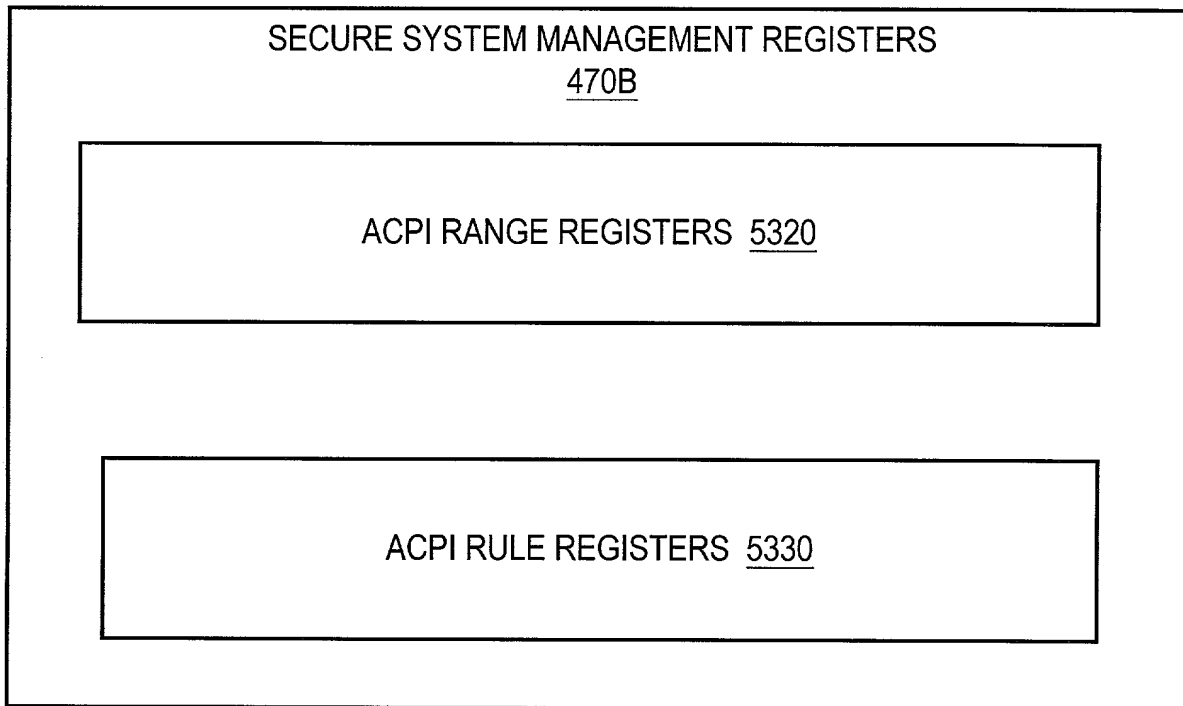 SECURE SYSTEM MANAGEMENT REGISTERS
470B
ACPI RANGE REGISTERS 5320
ACPI RULE REGISTERS 5330